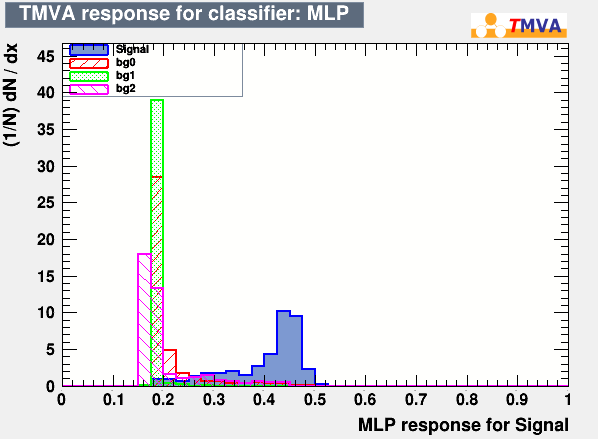 TMVA response for classifier: MLP
TMVA
Signal
bg0
bg1
bg2
(1/N) dN / dx
45
40
35
30
25
20
15
10
5
0
0 0.1 0.2 0.3 0.4 0.5 0.6 0.7 0.8 0.9 1
MLP response for Signal